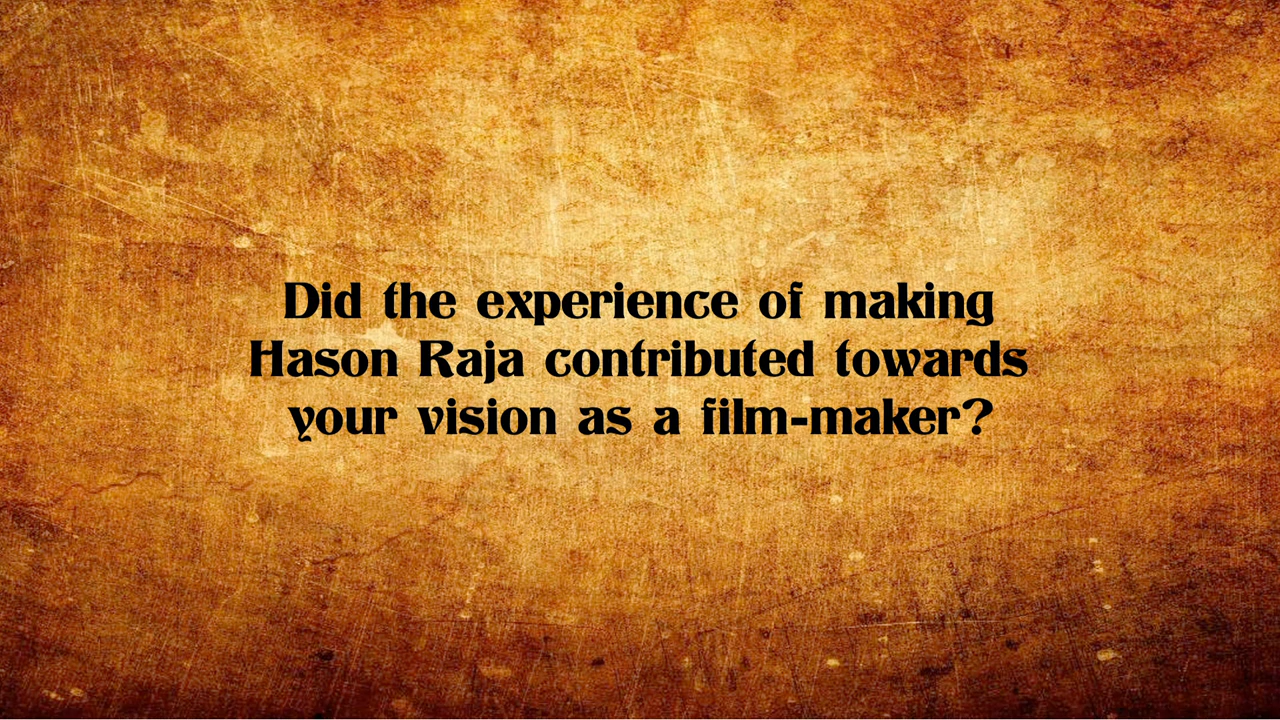 Did the experience of making
Hason Raja contributed towards
your vision as a film-maker?